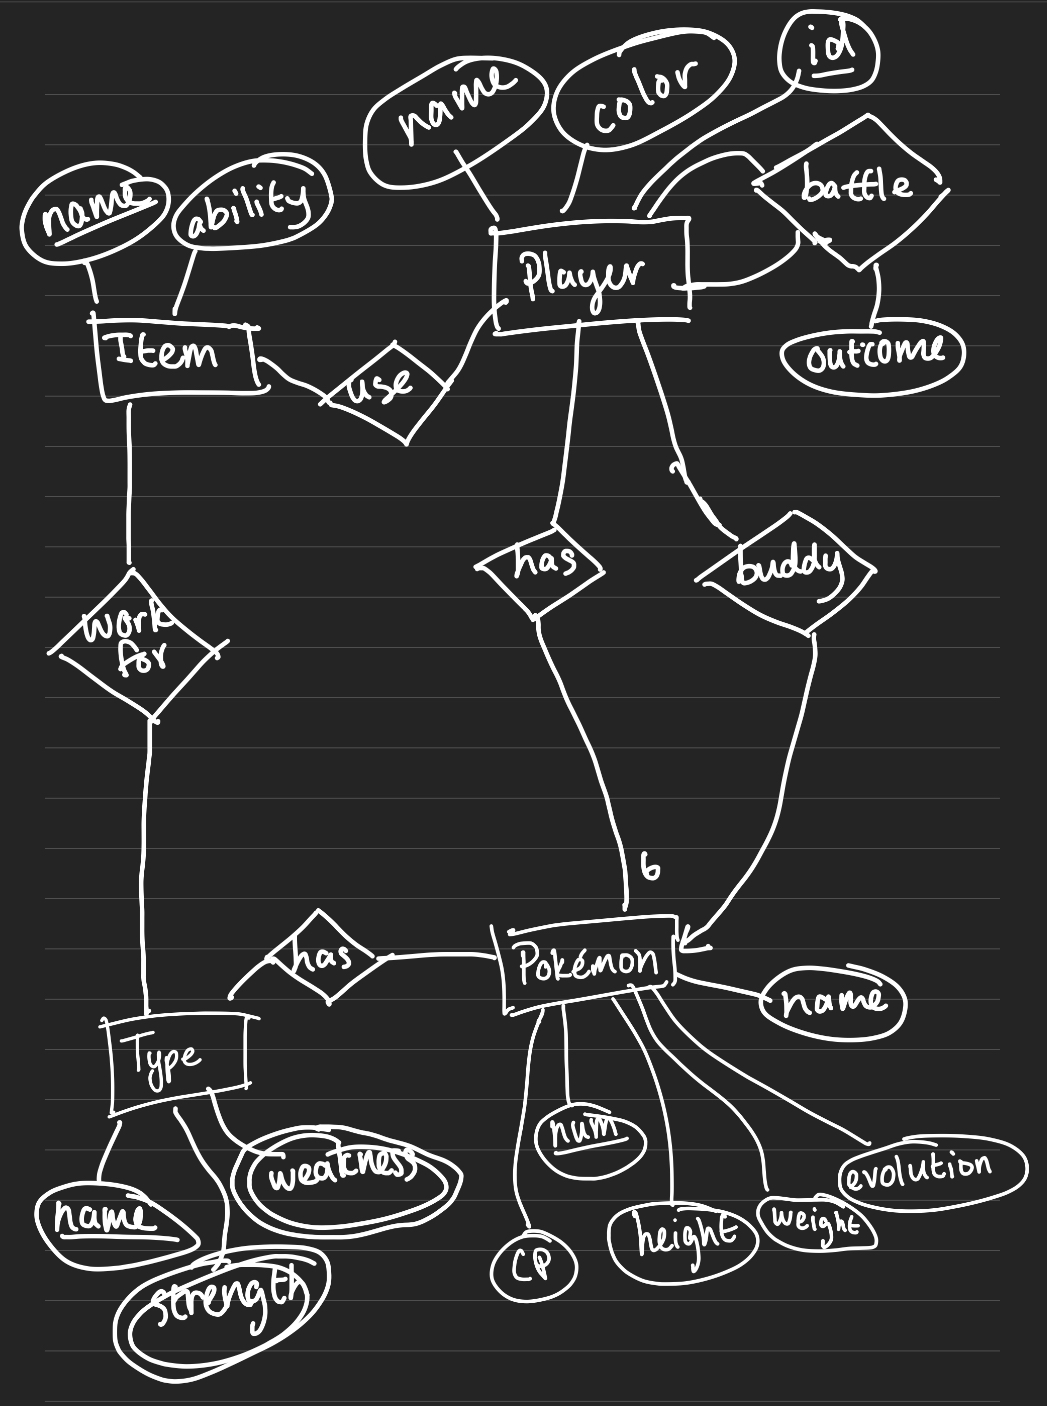 id
name
color
battle
name
ability
Player
Item
use
outcome
has
buddy
work
for
6
has
Pokémon
name
Type
num
weakness
evolution
name
height
weight
CP
strength